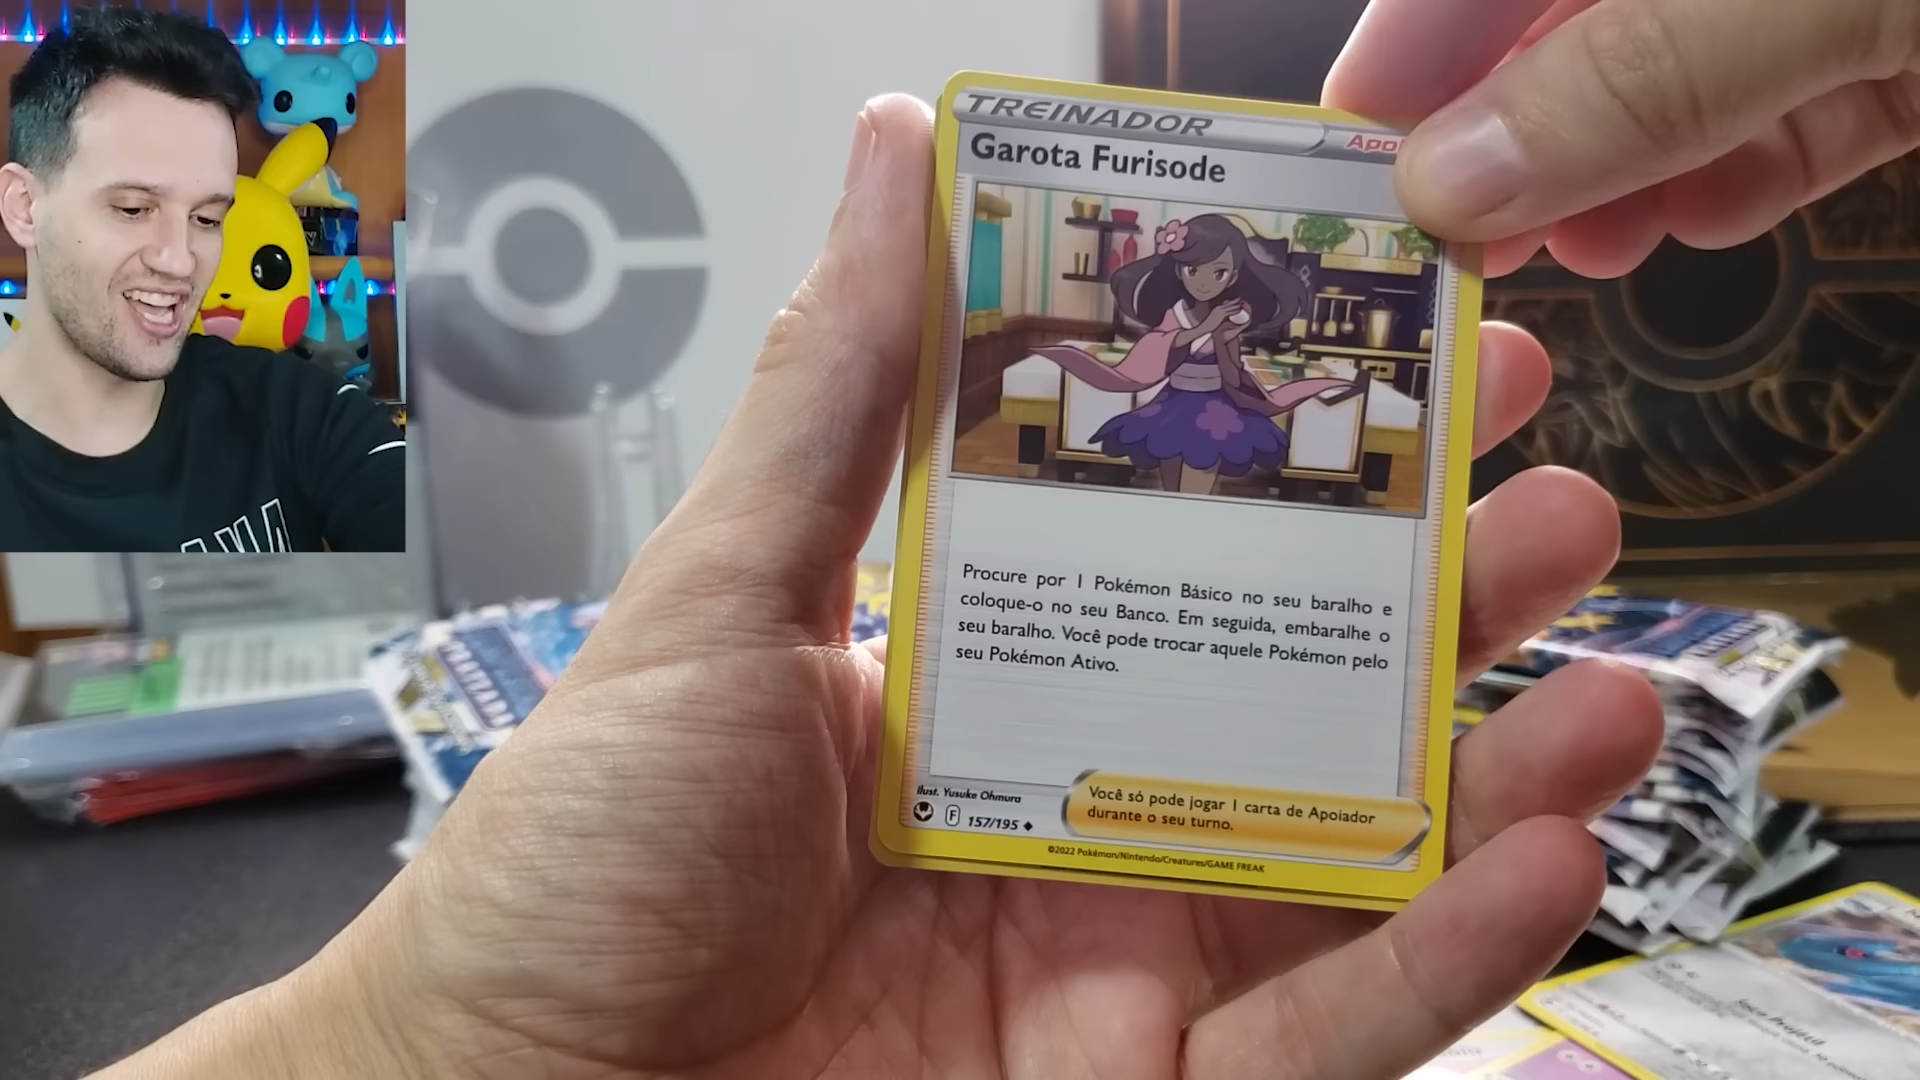 TREINADOR
Apoi
Garota Furisode
Procure por 1 Pokémon Básico no seu baralho e
coloque-o no seu Banco. Em seguida, embaralhe o
seu baralho. Você pode trocar aquele Pokémon pelo
seu Pokémon Ativo.
Ilust. Yusuke Ohmura
F 157/195
Você só pode jogar 1 carta de Apoiador
durante o seu turno.
©2022 Pokémon/Nintendo/Creatures/GAME FREAK
PRATEADA